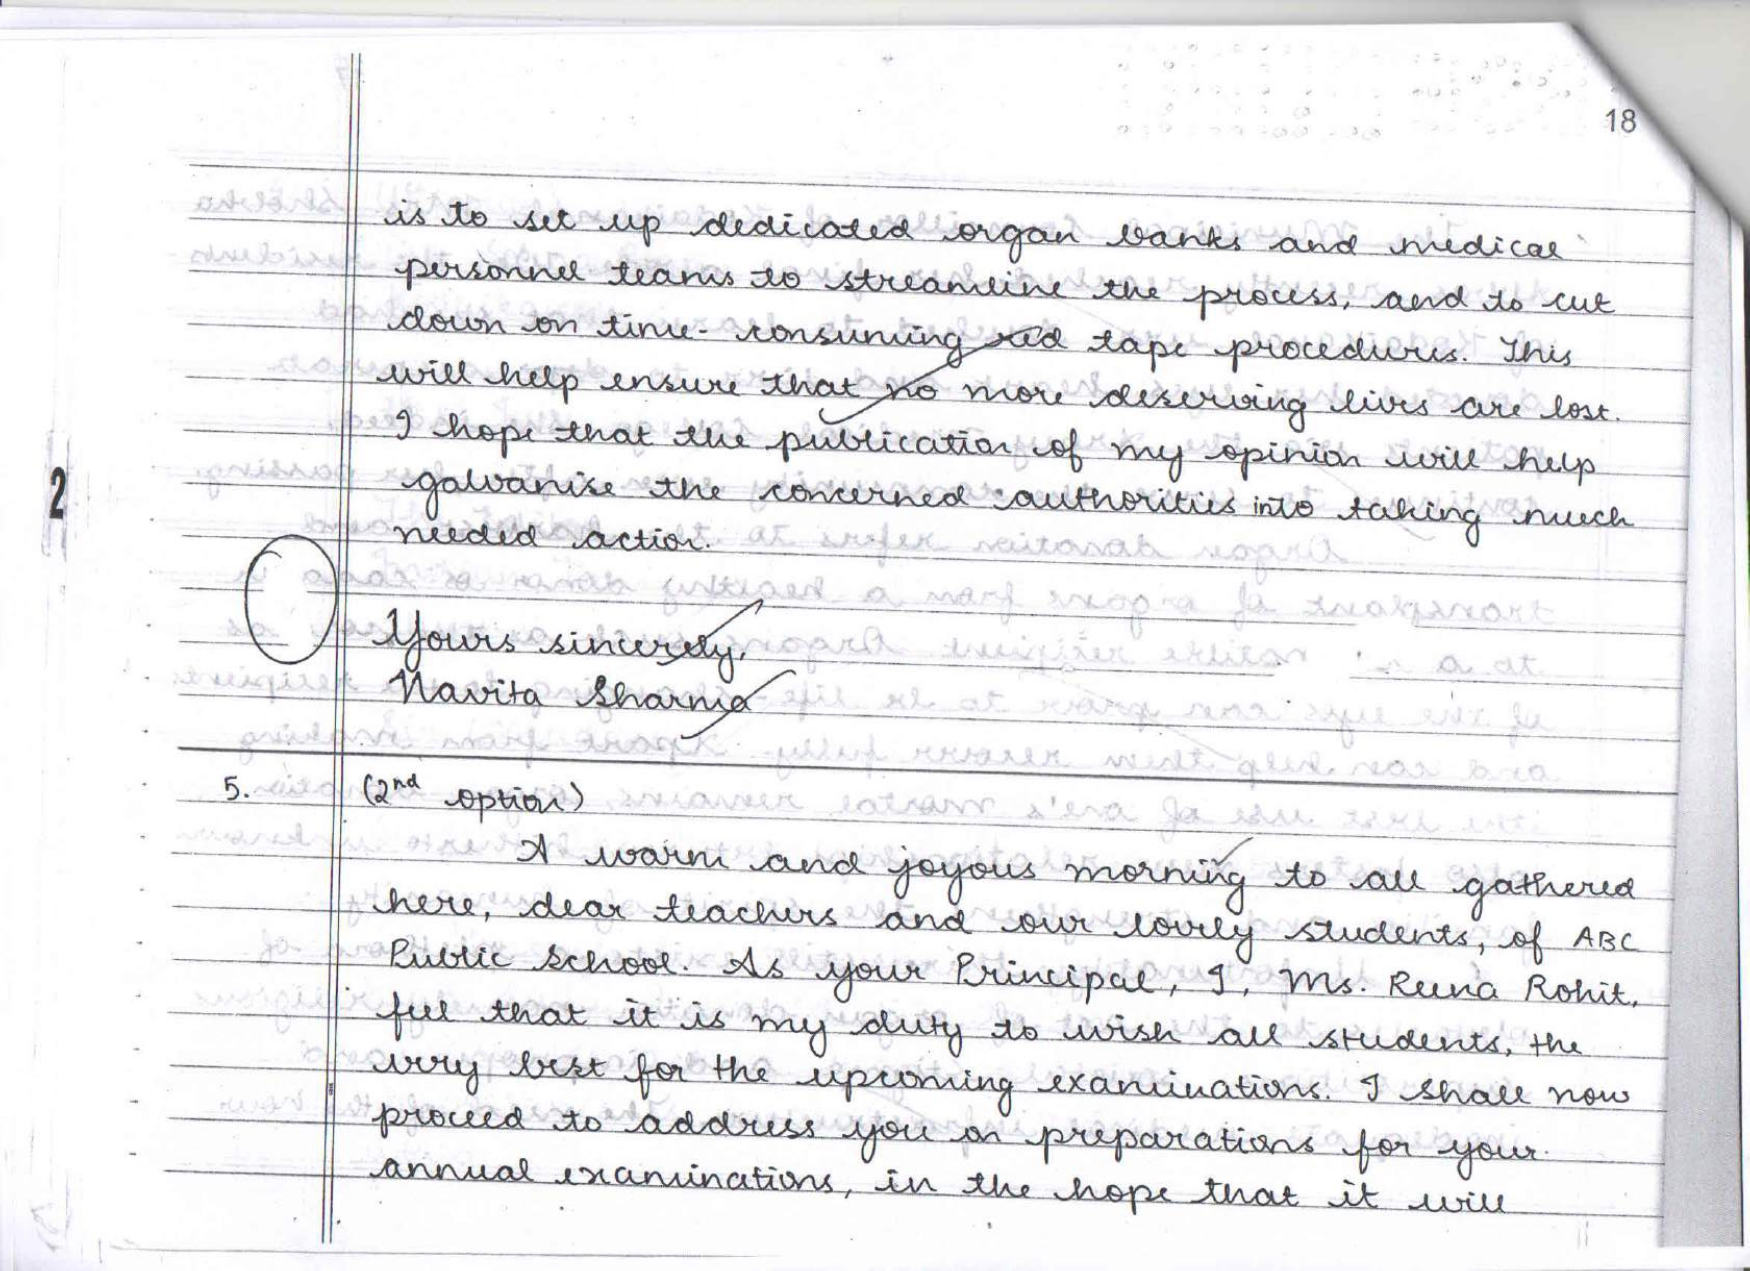 18
is to set up dedicated organ banks and medical
personnel teams to streamline the process, and to cut
down on time-consuming red tape procedures. This
will help ensure that no more deserving lives are lost.
I hope that the publication of my opinion will help
galvanise the concerned authorities into taking much
needed action.
2
Yours sincerely,
Navita Sharma
5. (2nd option)
A warm and joyous morning to all gathered
here, dear teachers and our lovely students, of ABC
Public School. As your Principal, I, Ms. Reena Rohit,
feel that it is my duty to wish all students, the
very best for the upcoming examinations. I shall now
proceed to address you on preparations for your
annual examinations, in the hope that it will